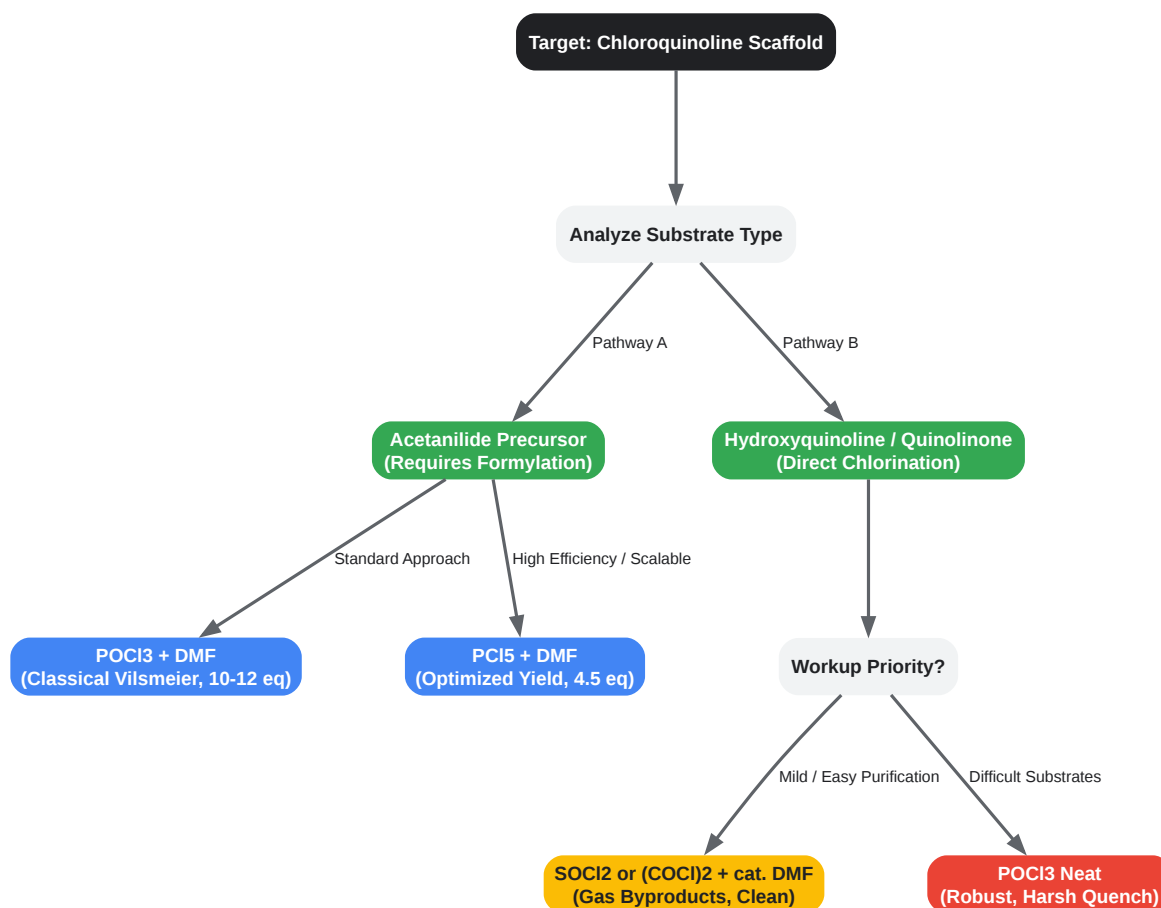 Target: Chloroquinoline Scaffold
Analyze Substrate Type
Pathway A
Pathway B
Acetanilide Precursor
(Requires Formylation)
Hydroxyquinoline / Quinolinone
(Direct Chlorination)
Standard Approach
High Efficiency / Scalable
POCl3 + DMF
(Classical Vilsmeier, 10-12 eq)
PCl5 + DMF
(Optimized Yield, 4.5 eq)
Workup Priority?
Mild / Easy Purification
Difficult Substrates
SOCl2 or (COCl)2 + cat. DMF
(Gas Byproducts, Clean)
POCl3 Neat
(Robust, Harsh Quench)